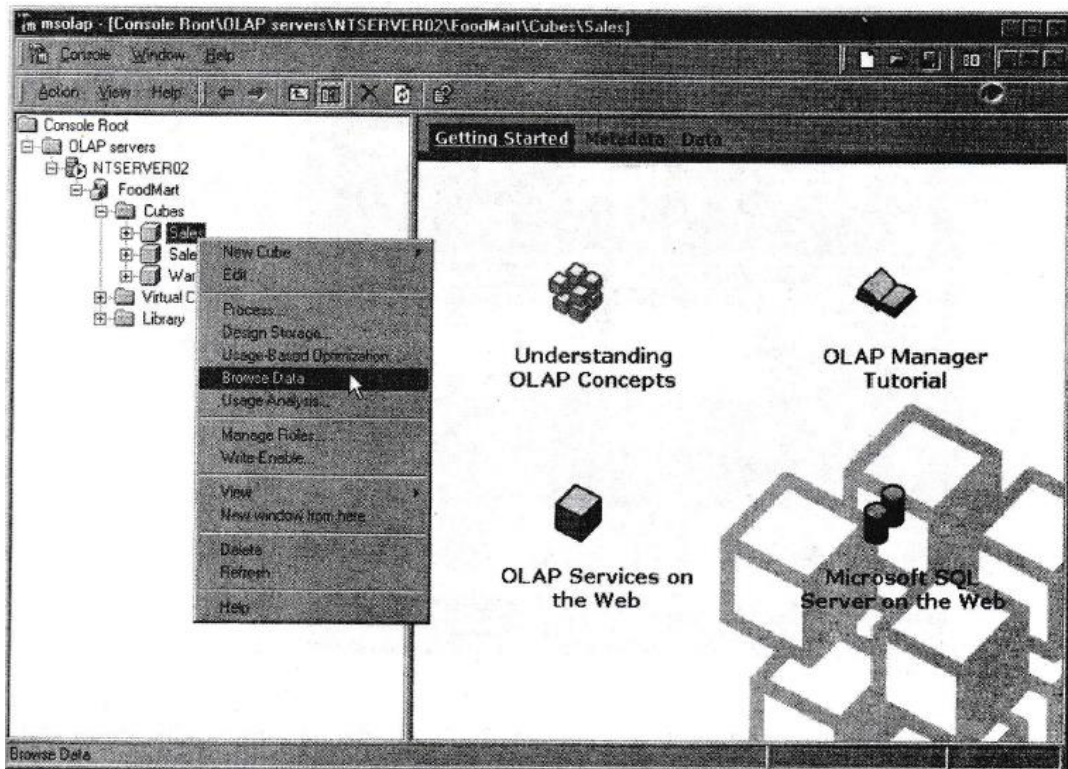 msolap - [Console Root\OLAP servers\NTSERVER02\FoodMart\Cubes\Sales]
Console Window Help
Action View Help
Console Root
OLAP servers
NTSERVER02
FoodMart
Cubes
Sales
Sale
War
Virtual C
Library
New Cube
Edit
Process...
Design Storage...
Usage-Based Optimization...
Browse Data
Usage Analysis...
Manage Roles...
Write-Enable...
View
New window from here
Delete
Refresh
Help
Getting Started Metadata Data
Understanding
OLAP Concepts
OLAP Manager
Tutorial
OLAP Services on
the Web
Microsoft SQL
Server on the Web
Browse Data